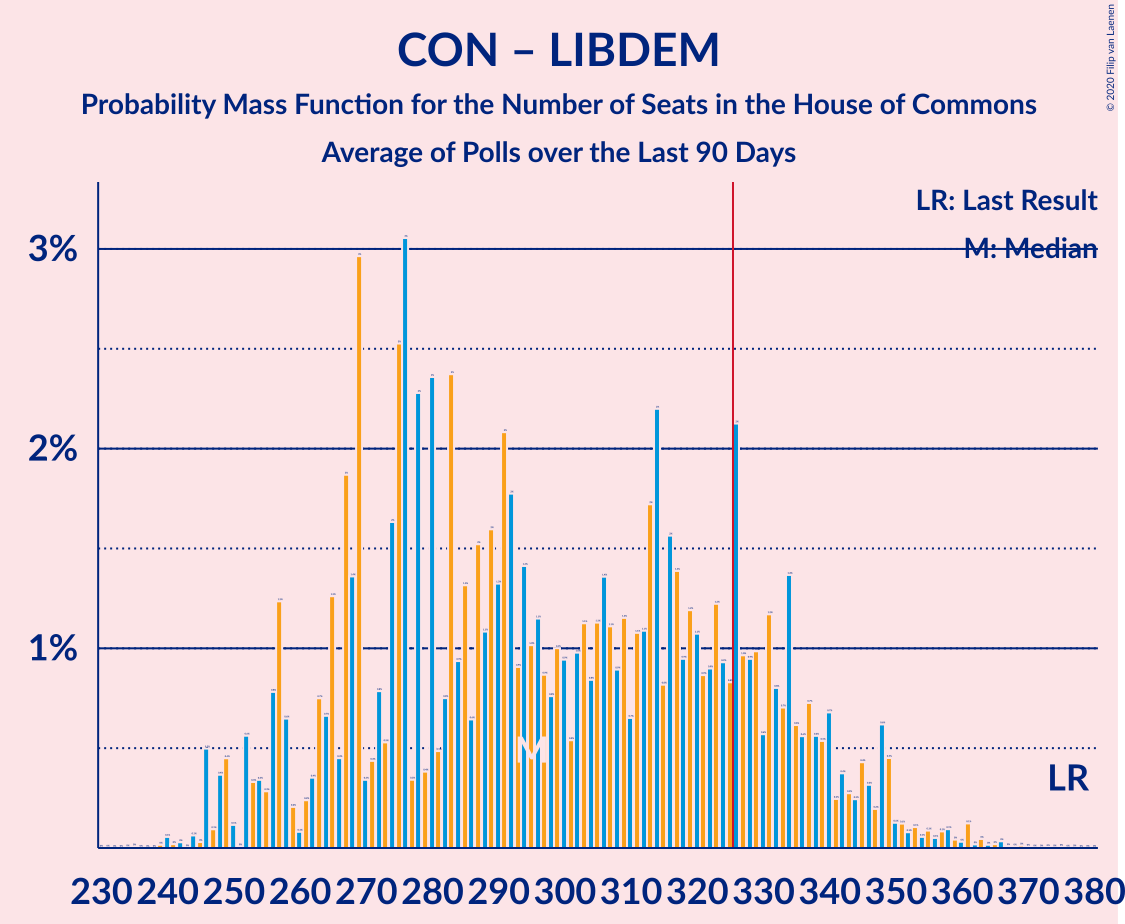 CON – LIBDEM
Probability Mass Function for the Number of Seats in the House of Commons
Average of Polls over the Last 90 Days
© 2020 Filip van Laenen
LR: Last Result
M: Median
3%
2%
1%
M
LR
230 240 250 260 270 280 290 300 310 320 330 340 350 360 370 380